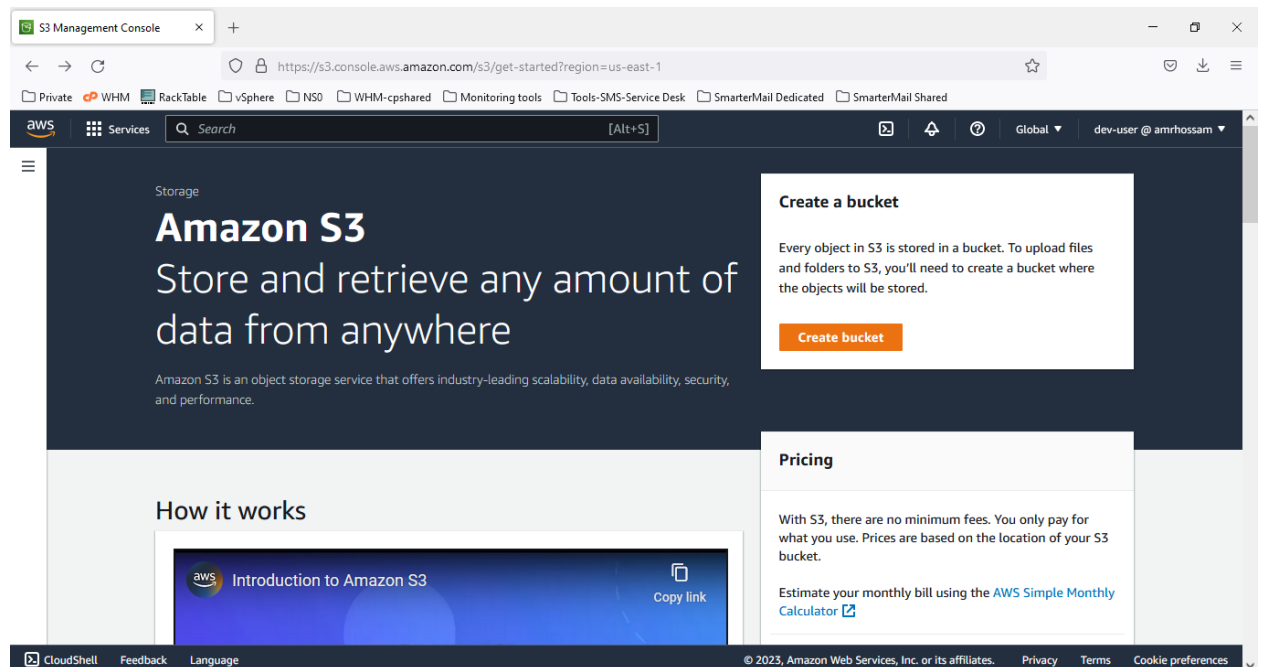 S3 Management Console
https://s3.console.aws.amazon.com/s3/get-started?region=us-east-1
Private WHM RackTable vSphere NS0 WHM-cpshared Monitoring tools Tools-SMS-Service Desk SmarterMail Dedicated SmarterMail Shared
aws Services Search [Alt+S] Global dev-user @ amrhossam
Storage
Amazon S3
Store and retrieve any amount of
data from anywhere
Amazon S3 is an object storage service that offers industry-leading scalability, data availability, security,
and performance.
Create a bucket
Every object in S3 is stored in a bucket. To upload files
and folders to S3, you'll need to create a bucket where
the objects will be stored.
Create bucket
Pricing
With S3, there are no minimum fees. You only pay for
what you use. Prices are based on the location of your S3
bucket.
Estimate your monthly bill using the AWS Simple Monthly
Calculator
How it works
aws Introduction to Amazon S3
Copy link
CloudShell Feedback Language © 2023, Amazon Web Services, Inc. or its affiliates. Privacy Terms Cookie preferences